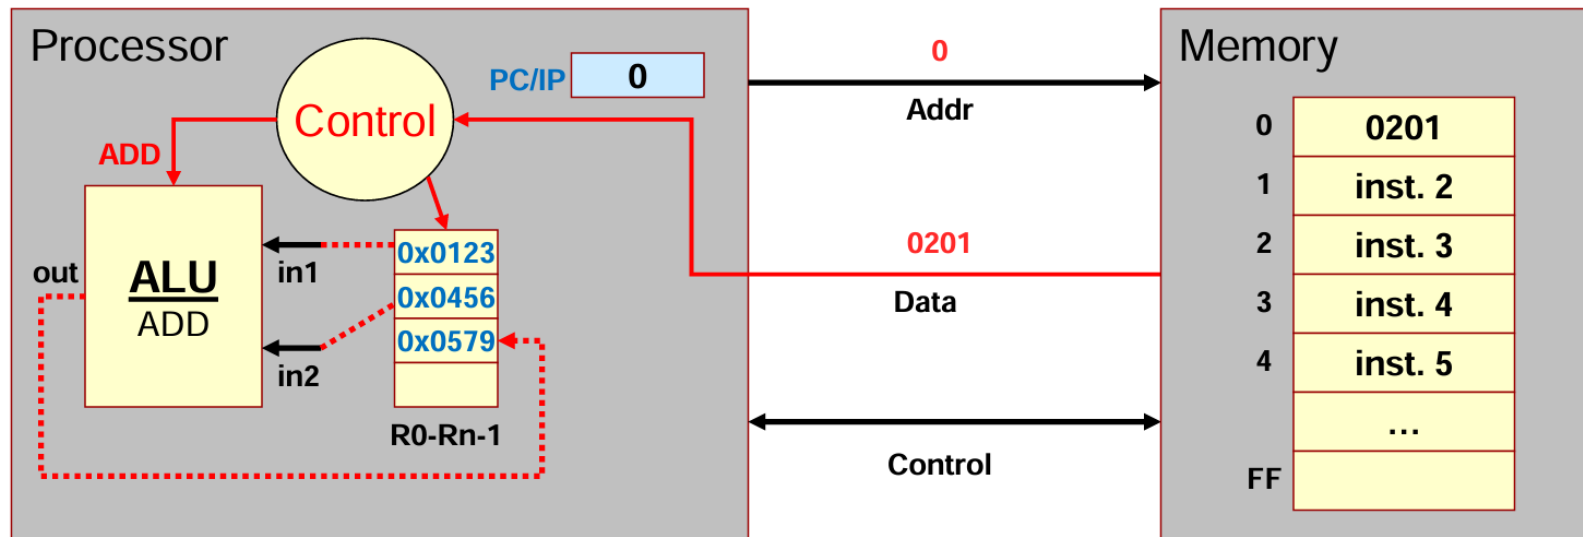 Processor
PC/IP
0
Control
ADD
ALU
ADD
out
in1
in2
0x0123
0x0456
0x0579
R0-Rn-1
0
Addr
0201
Data
Control
Memory
0 0201
1 inst. 2
2 inst. 3
3 inst. 4
4 inst. 5
...
FF